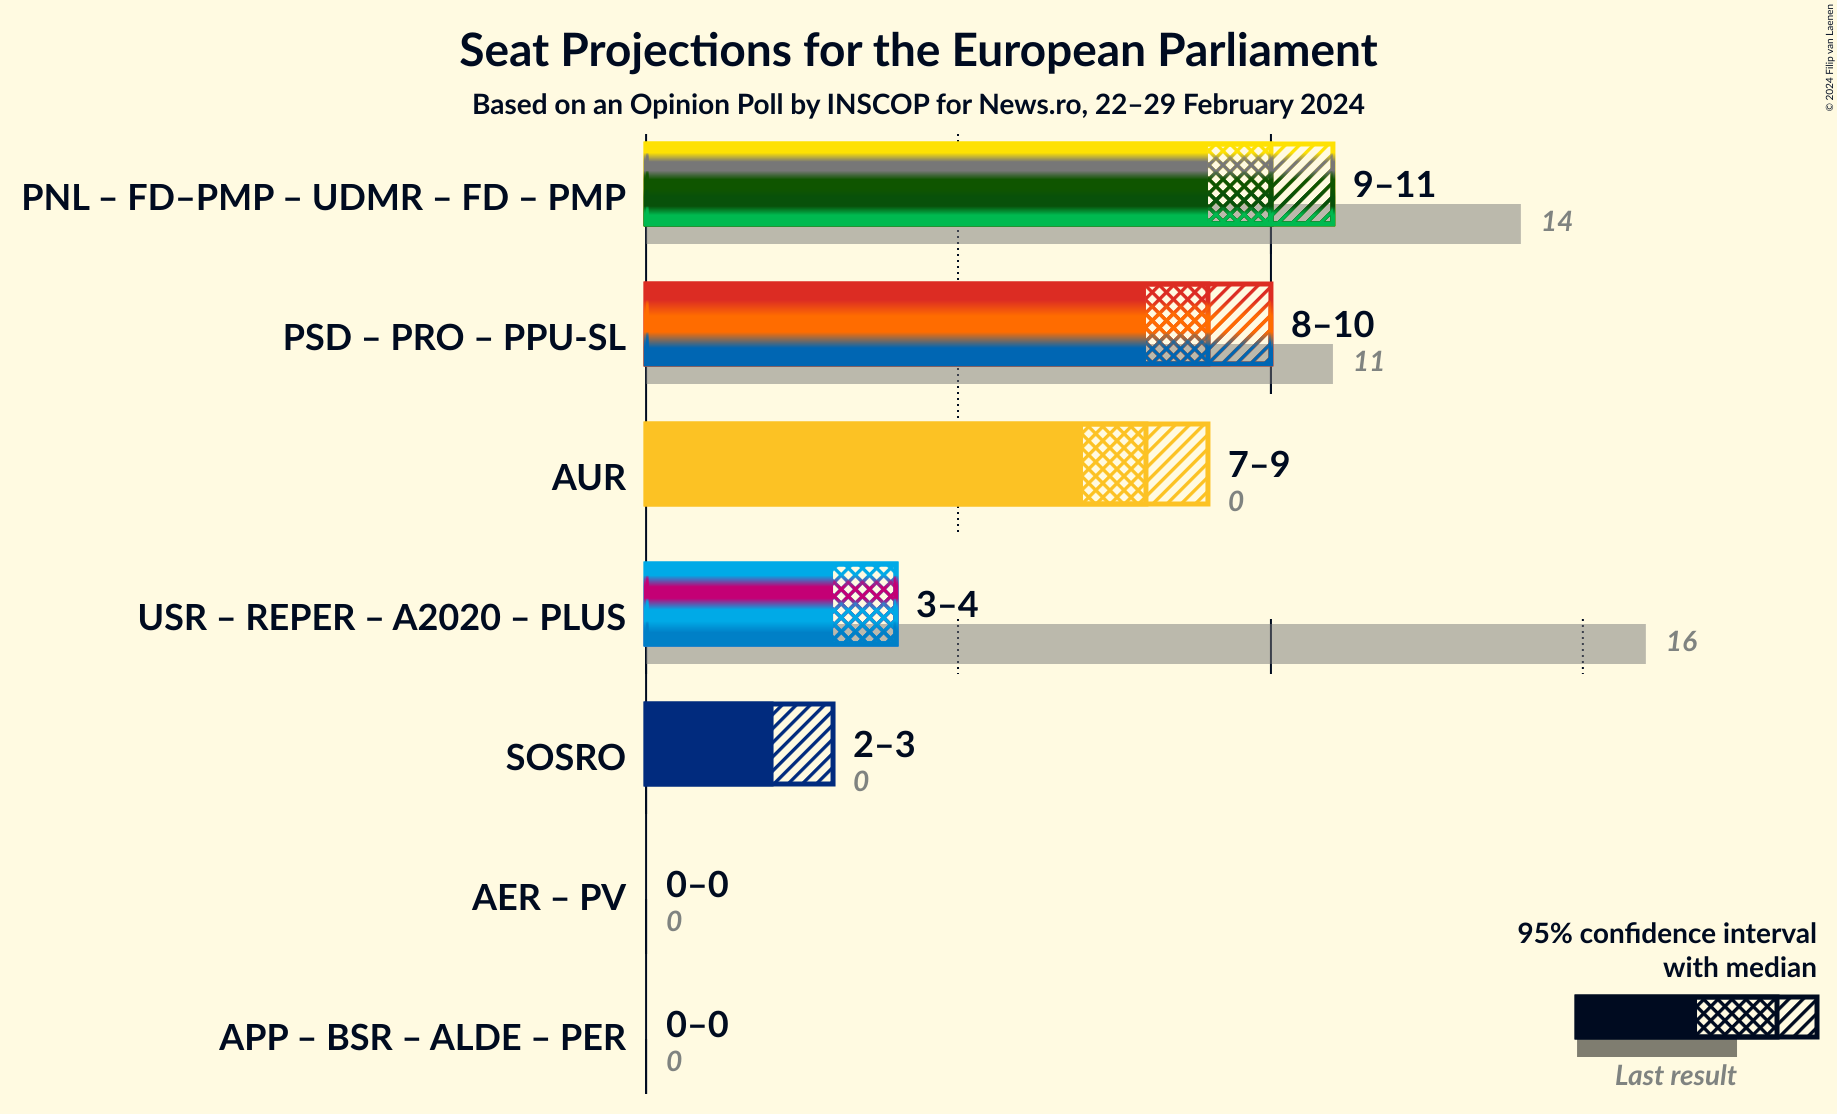 Seat Projections for the European Parliament
Based on an Opinion Poll by INSCOP for News.ro, 22–29 February 2024
© 2024 Filip van Laenen
PNL – FD–PMP – UDMR – FD – PMP
9–11
14
PSD – PRO – PPU-SL
8–10
11
AUR
7–9
0
USR – REPER – A2020 – PLUS
3–4
16
SOSRO
2–3
0
AER – PV
0–0
0
APP – BSR – ALDE – PER
0–0
0
95% confidence interval
with median
Last result